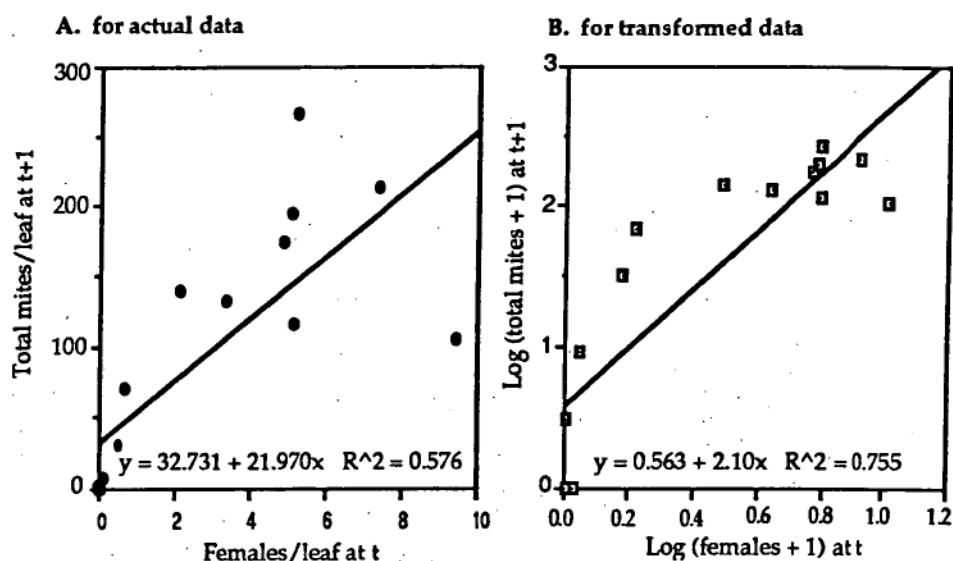 A. for actual data
300
200
100
0
Total mites/leaf at t+1
y = 32.731 + 21.970x R^2 = 0.576
0 2 4 6 8 10
Females/leaf at t
B. for transformed data
3
2
1
0
Log (total mites + 1) at t+1
y = 0.563 + 2.10x R^2 = 0.755
0.0 0.2 0.4 0.6 0.8 1.0 1.2
Log (females + 1) at t